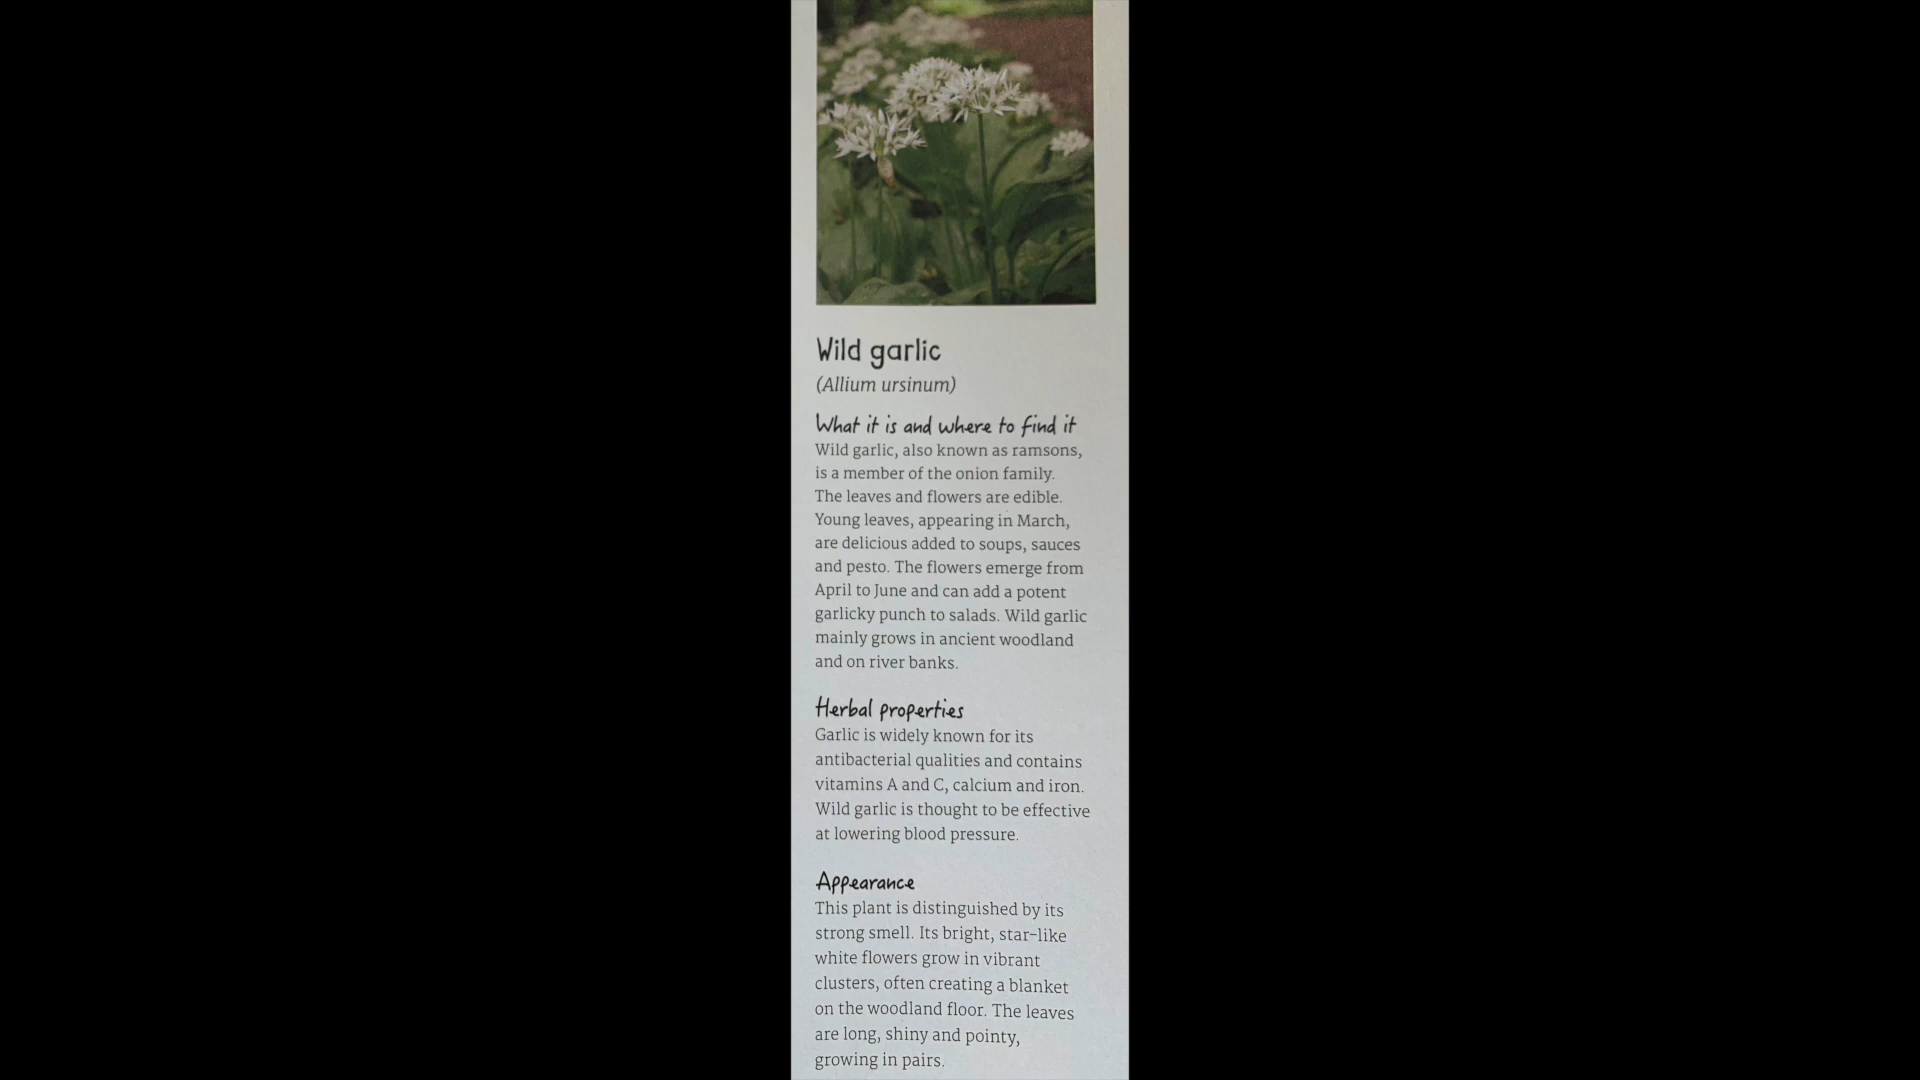 Wild garlic
(Allium ursinum)
What it is and where to find it
Wild garlic, also known as ramsons,
is a member of the onion family.
The leaves and flowers are edible.
Young leaves, appearing in March,
are delicious added to soups, sauces
and pesto. The flowers emerge from
April to June and can add a potent
garlicky punch to salads. Wild garlic
mainly grows in ancient woodland
and on river banks.
Herbal properties
Garlic is widely known for its
antibacterial qualities and contains
vitamins A and C, calcium and iron.
Wild garlic is thought to be effective
at lowering blood pressure.
Appearance
This plant is distinguished by its
strong smell. Its bright, star-like
white flowers grow in vibrant
clusters, often creating a blanket
on the woodland floor. The leaves
are long, shiny and pointy,
growing in pairs.